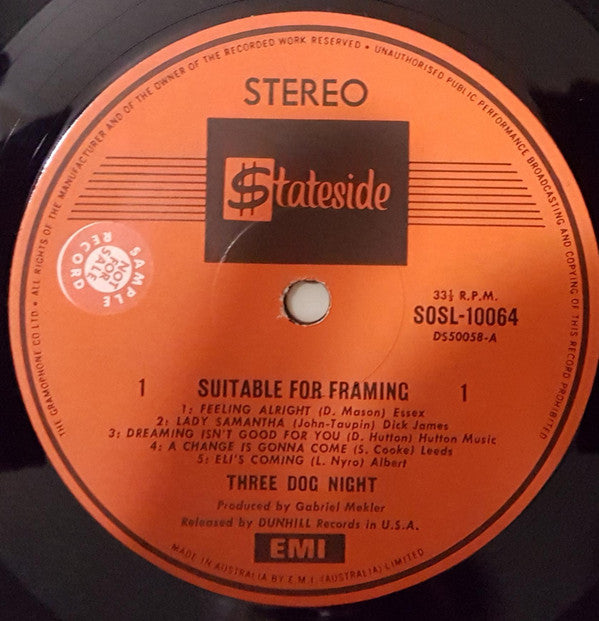 THE GRAMOPHONE CO LTD. • ALL RIGHTS OF THE MANUFACTURER AND OF THE OWNER OF THE RECORDED WORK RESERVED • UNAUTHORISED PUBLIC PERFORMANCE BROADCASTING AND COPYING OF THIS RECORD PROHIBITED
STEREO
$tateside
SAMPLE RECORD
NOT FOR SALE
33⅓ R.P.M.
SOSL-10064
DS50058-A
1 SUITABLE FOR FRAMING 1
1: FEELING ALRIGHT (D. Mason) Essex
2: LADY SAMANTHA (John-Taupin) Dick James
3: DREAMING ISN'T GOOD FOR YOU (D. Hutton) Hutton Music
4: A CHANGE IS GONNA COME (S. Cooke) Leeds
5: ELI'S COMING (L. Nyro) Albert
THREE DOG NIGHT
Produced by Gabriel Mekler
Released by DUNHILL Records in U.S.A.
EMI
MADE IN AUSTRALIA BY E.M.I. (AUSTRALIA) LIMITED